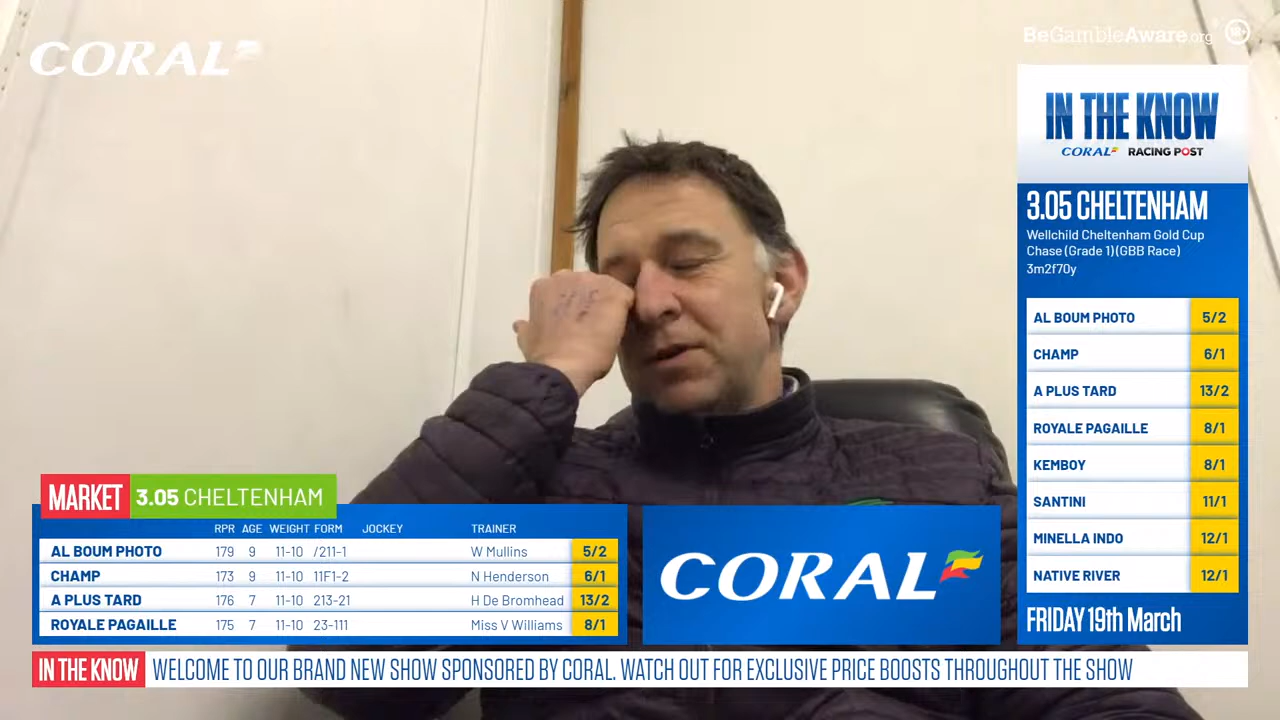 CORAL
BeGambleAware.org 18+
IN THE KNOW
CORAL RACING POST
3.05 CHELTENHAM
Wellchild Cheltenham Gold Cup
Chase (Grade 1) (GBB Race)
3m2f70y
AL BOUM PHOTO 5/2
CHAMP 6/1
A PLUS TARD 13/2
ROYALE PAGAILLE 8/1
KEMBOY 8/1
SANTINI 11/1
MINELLA INDO 12/1
NATIVE RIVER 12/1
FRIDAY 19th March
MARKET 3.05 CHELTENHAM
RPR AGE WEIGHT FORM JOCKEY TRAINER
AL BOUM PHOTO 179 9 11-10 /211-1 W Mullins 5/2
CHAMP 173 9 11-10 11F1-2 N Henderson 6/1
A PLUS TARD 176 7 11-10 213-21 H De Bromhead 13/2
ROYALE PAGAILLE 175 7 11-10 23-111 Miss V Williams 8/1
CORAL
IN THE KNOW WELCOME TO OUR BRAND NEW SHOW SPONSORED BY CORAL. WATCH OUT FOR EXCLUSIVE PRICE BOOSTS THROUGHOUT THE SHOW